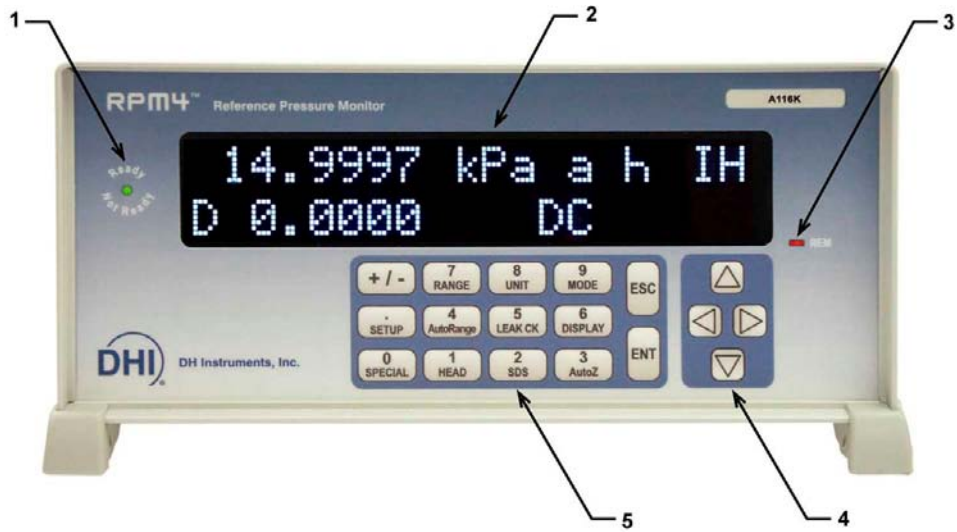 1
2
3
RPM4™ Reference Pressure Monitor
A116K
Ready
Not Ready
14.9997 kPa a h IH
D 0.0000 DC
REM
+ / -
7
RANGE
8
UNIT
9
MODE
ESC
.
SETUP
4
AutoRange
5
LEAK CK
6
DISPLAY
0
SPECIAL
1
HEAD
2
SDS
3
AutoZ
ENT
DHI®
DH Instruments, Inc.
5
4